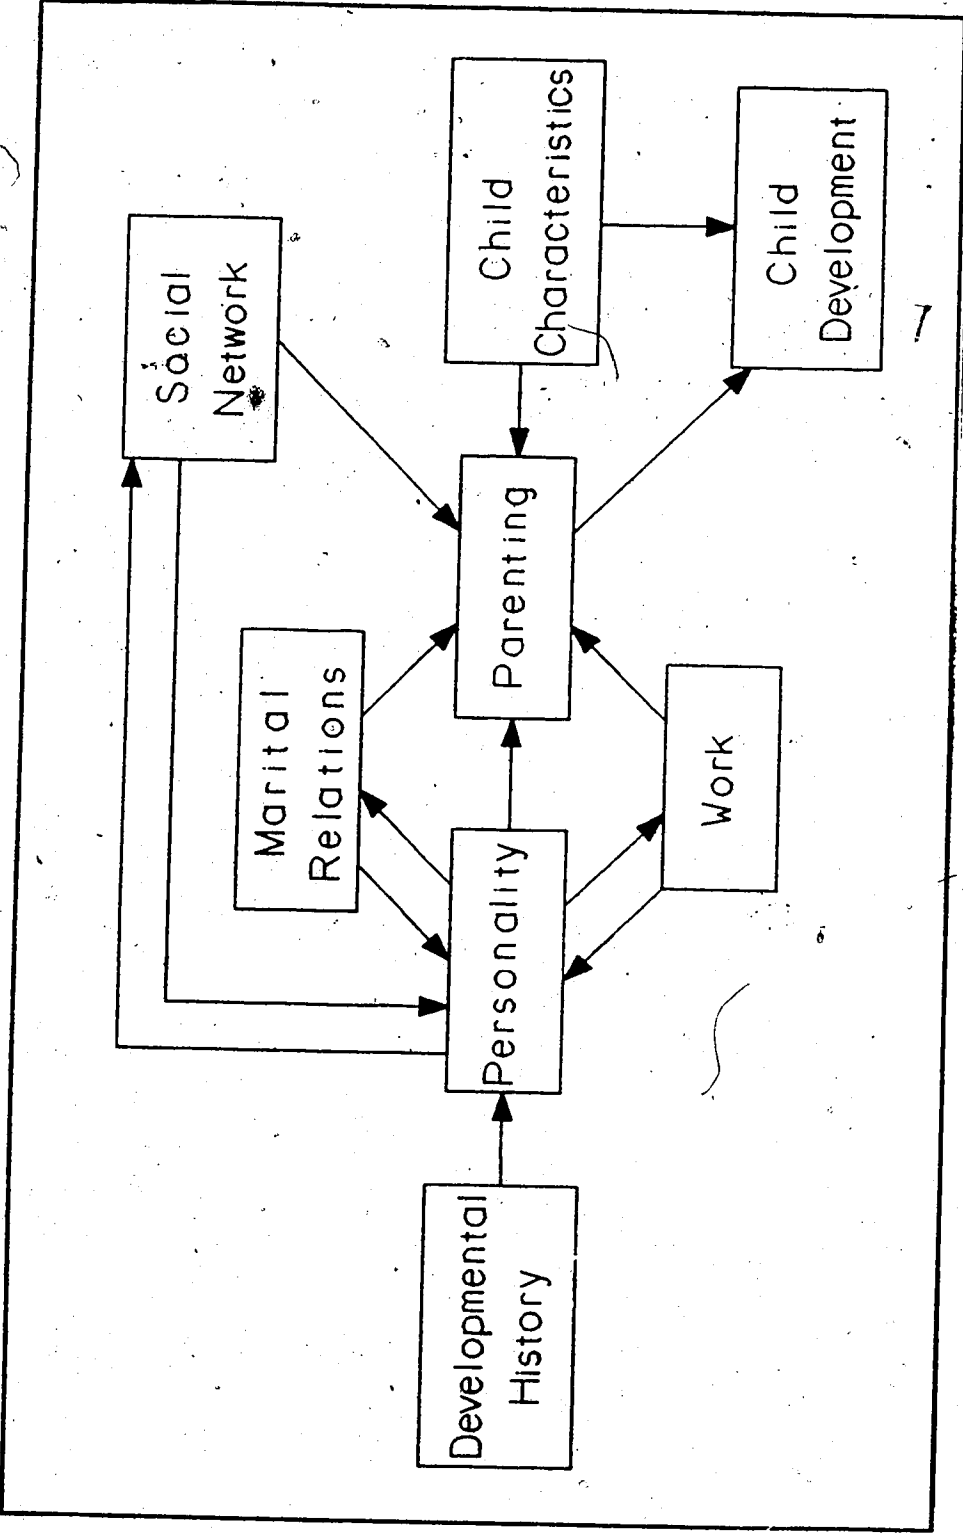 Social
Network
Marital
Relations
Developmental
History
Personality
Parenting
Child
Characteristics
Work
Child
Development